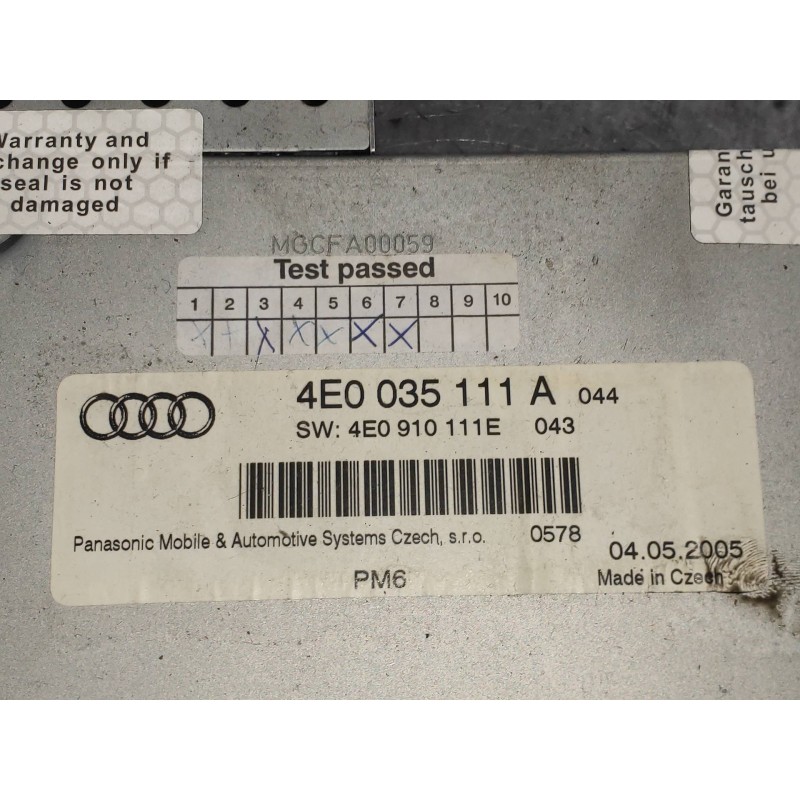 Warranty and
change only if
seal is not
damaged
Garan
tausch
bei u
MGCFA00059
Test passed
1 2 3 4 5 6 7 8 9 10
X + X X X X X
4E0 035 111 A 044
SW: 4E0 910 111E 043
Panasonic Mobile & Automotive Systems Czech, s.r.o. 0578
04.05.2005
PM6
Made in Czech